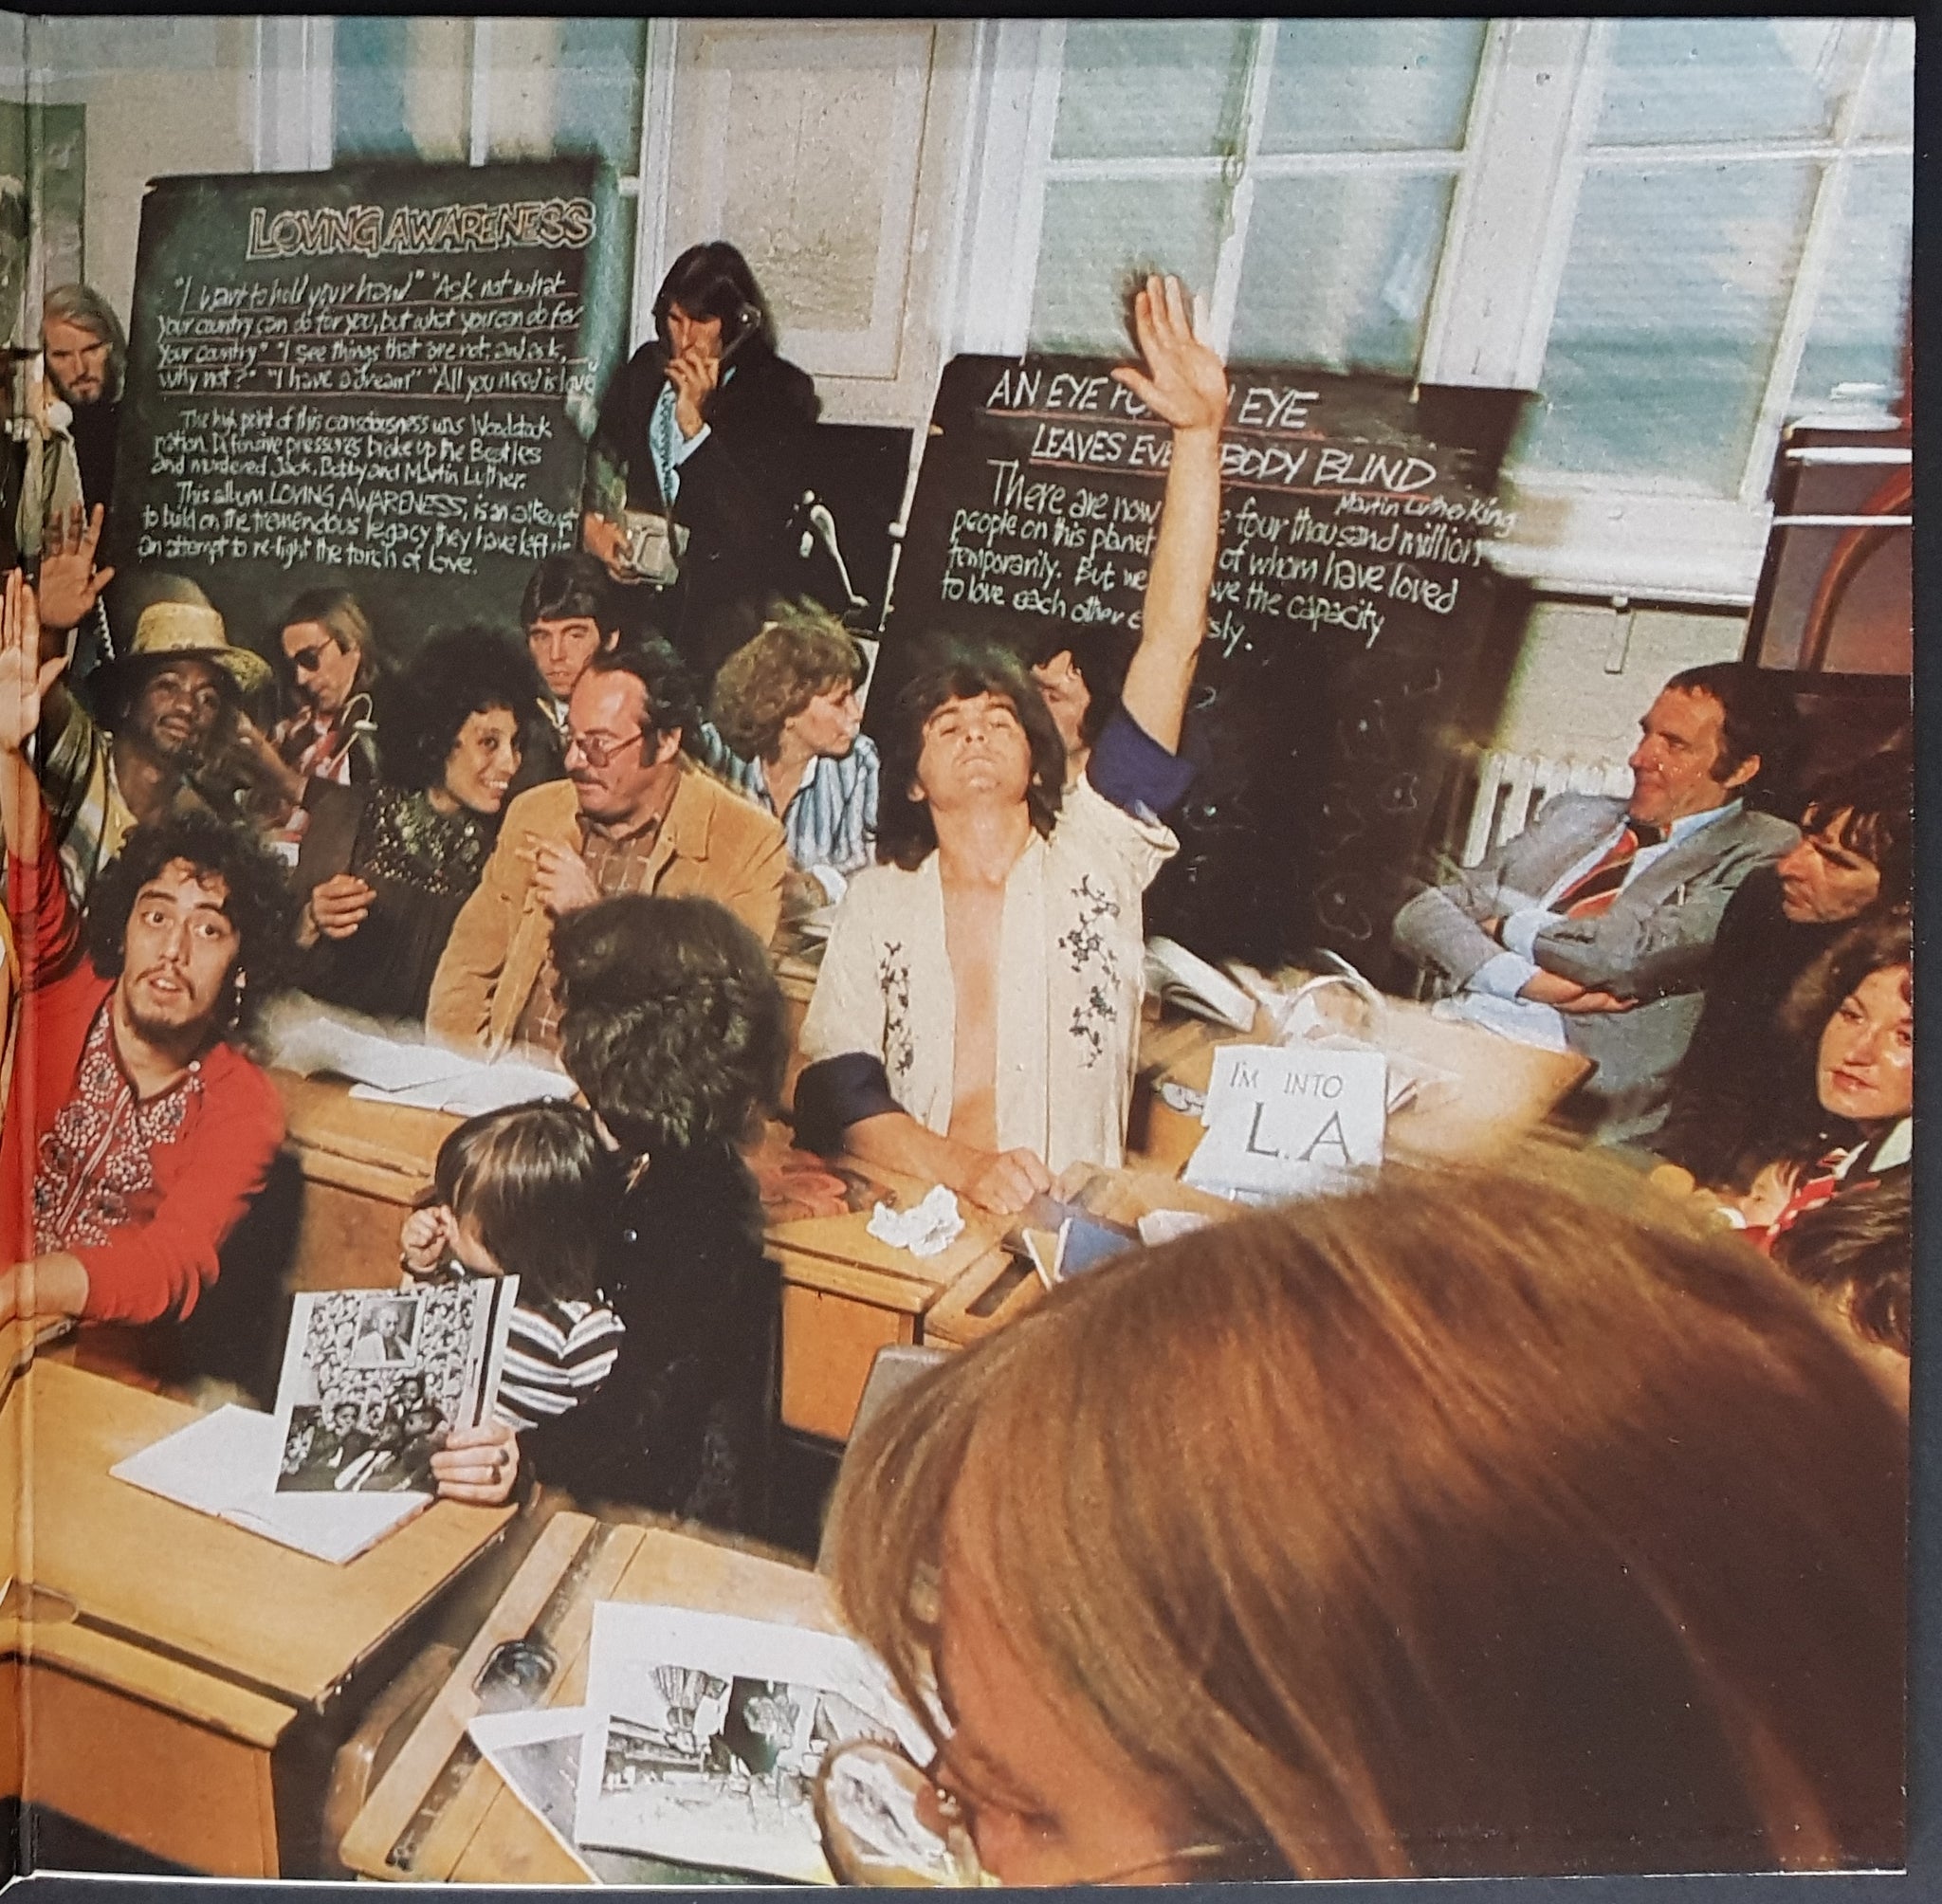 LOVING AWARENESS
"I want to hold your hand" "Ask not what
your country can do for you, but what you can do for
your country" "I see things that are not, and ask,
why not?" "I have a dream" "All you need is love"
The high point of this consciousness was Woodstock
nation. Defensive pressures broke up the Beatles
and murdered Jack, Bobby and Martin Luther.
This album LOVING AWARENESS, is an attempt
to build on the tremendous legacy they have left
an attempt to re-light the torch of love.
AN EYE EYE
LEAVES BODY BLIND
Martin Luther King
There are now four thousand million
people on this planet of whom have loved
temporarily. But we the capacity
to love each other
I'M INTO
L.A